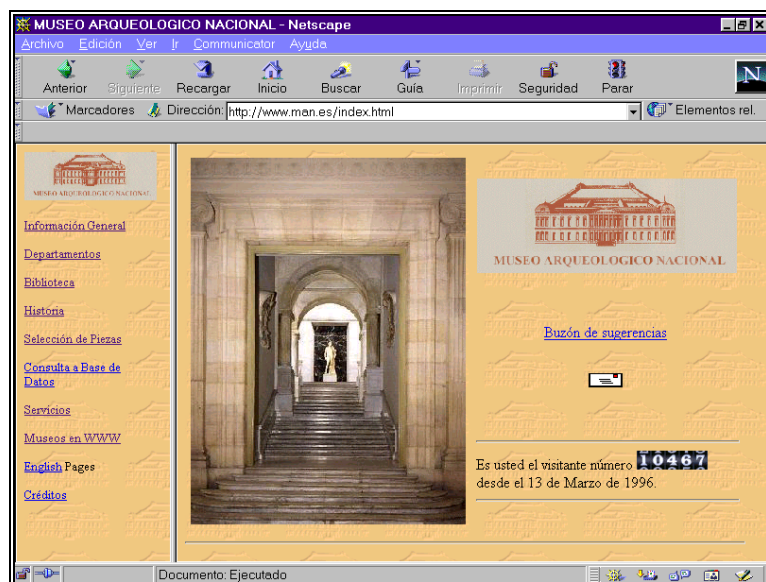 MUSEO ARQUEOLOGICO NACIONAL - Netscape
Archivo Edición Ver Ir Communicator Ayuda
Anterior Siguiente Recargar Inicio Buscar Guía Imprimir Seguridad Parar
N
Marcadores Dirección: http://www.man.es/index.html Elementos rel.
MUSEO ARQUEOLOGICO NACIONAL
Información General
Departamentos
Biblioteca
Historia
Selección de Piezas
Consulta a Base de
Datos
Servicios
Museos en WWW
English Pages
Créditos
MUSEO ARQUEOLOGICO NACIONAL
Buzón de sugerencias
Es usted el visitante número 10467
desde el 13 de Marzo de 1996.
Documento: Ejecutado